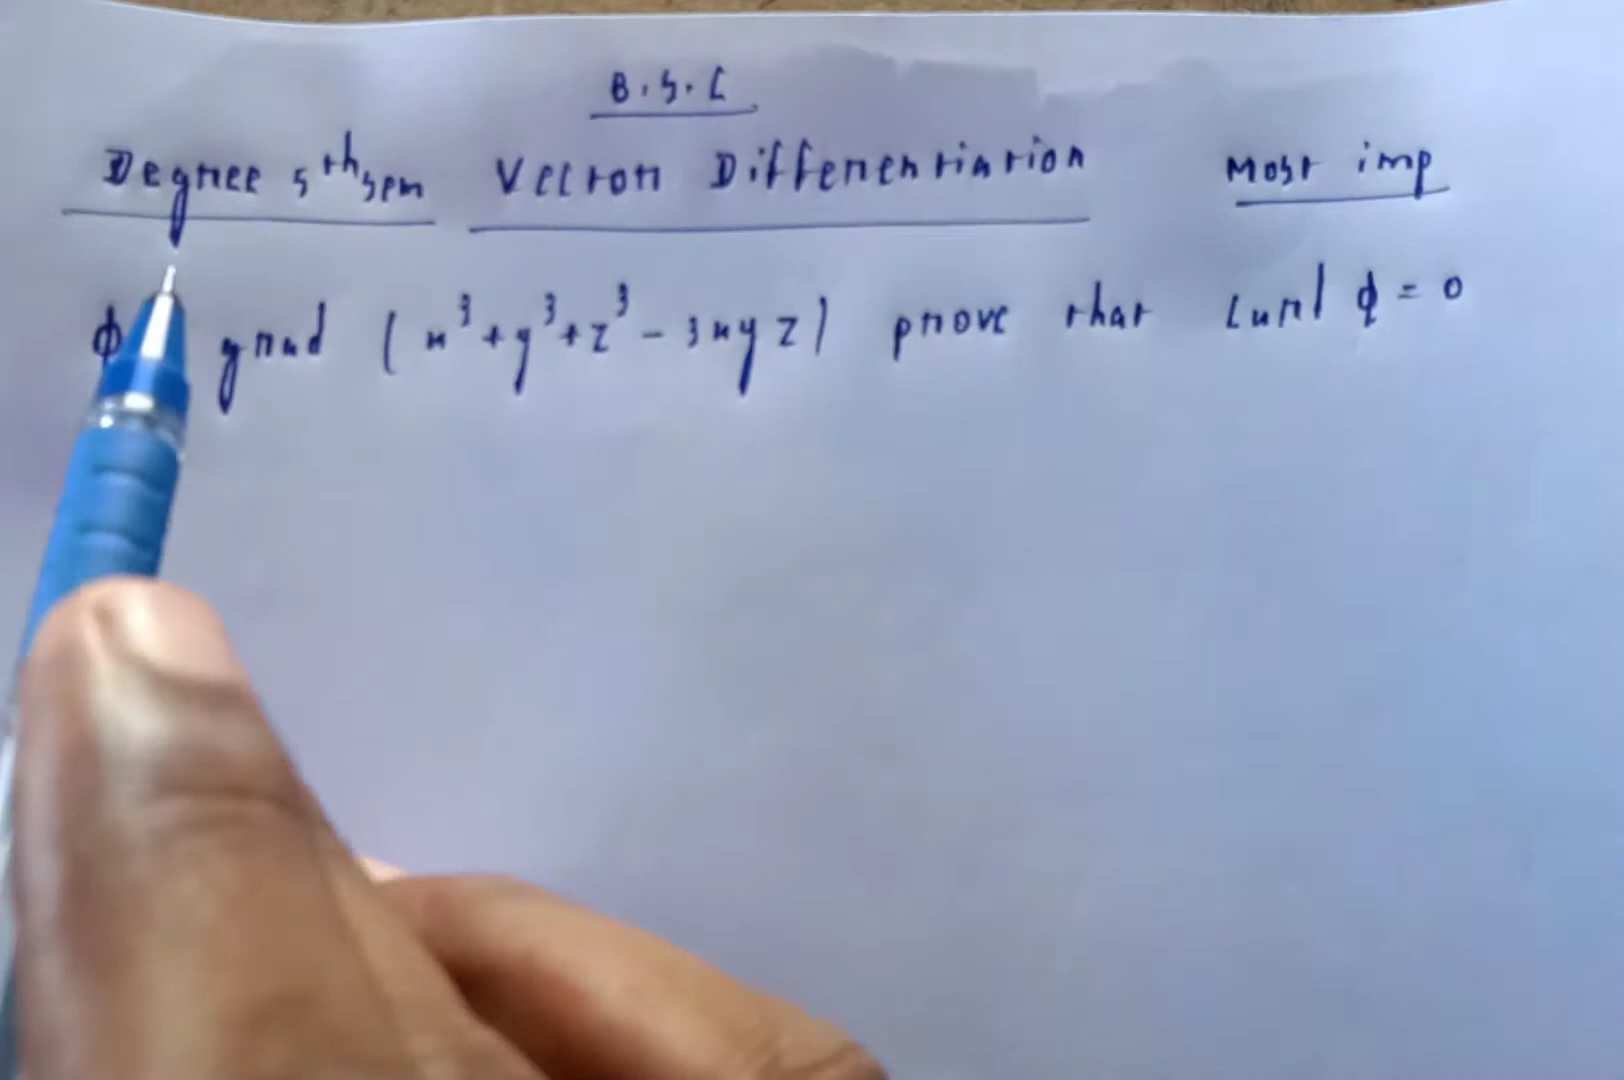 B.S.C
Degree 5th sem Vector Differentiation Most imp
ϕ grad (x³+y³+z³-3xyz) prove that curl ϕ = 0